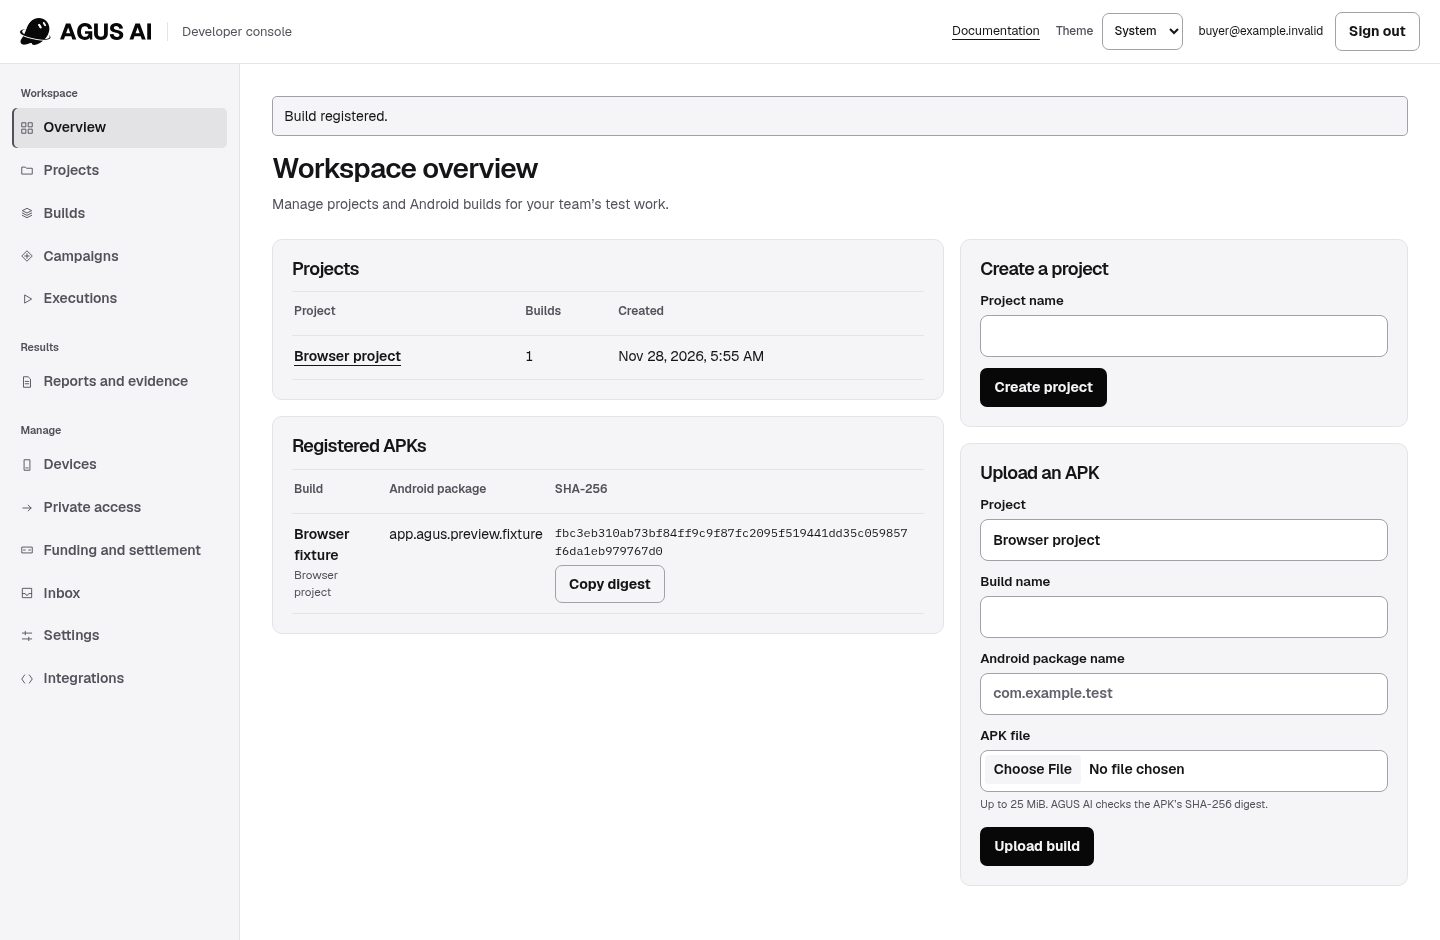 AGUS AI
Developer console
Documentation
Theme
System
buyer@example.invalid
Sign out
Workspace
Overview
Projects
Builds
Campaigns
Executions
Results
Reports and evidence
Manage
Devices
Private access
Funding and settlement
Inbox
Settings
Integrations
Build registered.
Workspace overview
Manage projects and Android builds for your team's test work.
Projects
Project Builds Created
Browser project 1 Nov 28, 2026, 5:55 AM
Registered APKs
Build Android package SHA-256
Browser fixture
Browser project
app.agus.preview.fixture
fbc3eb310ab73bf84ff9c9f87fc2095f519441dd35c059857
f6da1eb979767d0
Copy digest
Create a project
Project name
Create project
Upload an APK
Project
Browser project
Build name
Android package name
com.example.test
APK file
Choose File No file chosen
Up to 25 MiB. AGUS AI checks the APK's SHA-256 digest.
Upload build